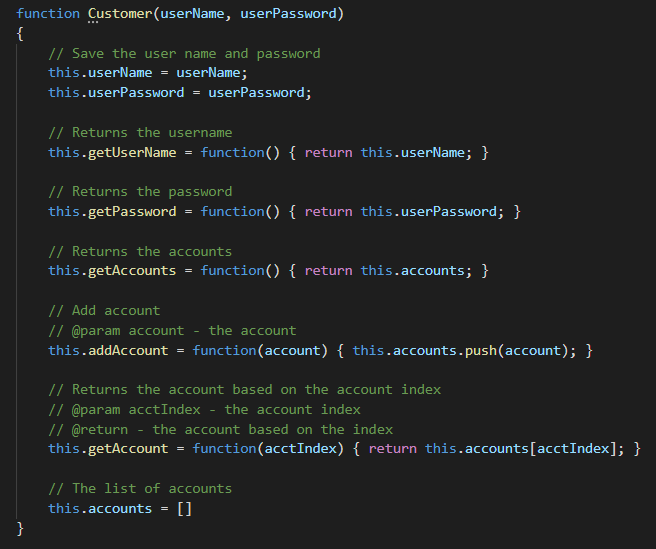 function Customer(userName, userPassword)
{
    // Save the user name and password
    this.userName = userName;
    this.userPassword = userPassword;

    // Returns the username
    this.getUserName = function() { return this.userName; }

    // Returns the password
    this.getPassword = function() { return this.userPassword; }

    // Returns the accounts
    this.getAccounts = function() { return this.accounts; }

    // Add account
    // @param account - the account
    this.addAccount = function(account) { this.accounts.push(account); }

    // Returns the account based on the account index
    // @param acctIndex - the account index
    // @return - the account based on the index
    this.getAccount = function(acctIndex) { return this.accounts[acctIndex]; }

    // The list of accounts
    this.accounts = []
}